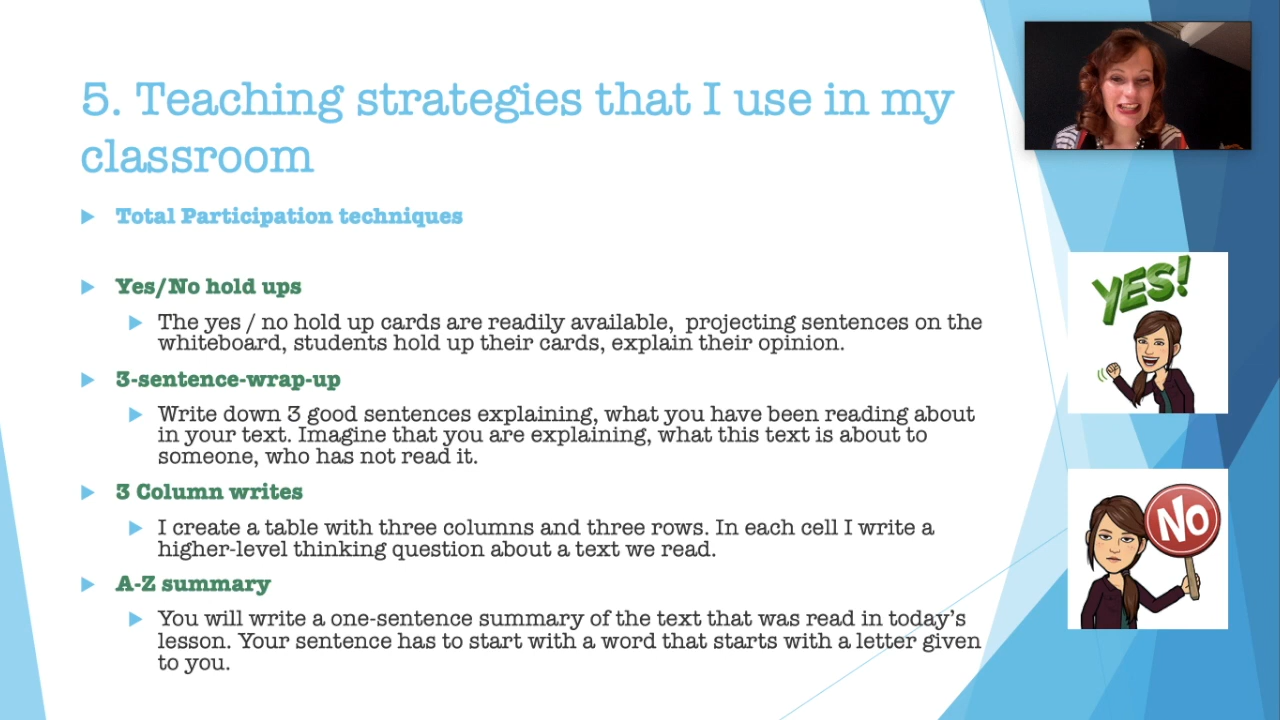 5. Teaching strategies that I use in my
classroom
Total Participation techniques
Yes/No hold ups
The yes / no hold up cards are readily available, projecting sentences on the
whiteboard, students hold up their cards, explain their opinion.
3-sentence-wrap-up
Write down 3 good sentences explaining, what you have been reading about
in your text. Imagine that you are explaining, what this text is about to
someone, who has not read it.
3 Column writes
I create a table with three columns and three rows. In each cell I write a
higher-level thinking question about a text we read.
A-Z summary
You will write a one-sentence summary of the text that was read in today’s
lesson. Your sentence has to start with a word that starts with a letter given
to you.
YES!
NO